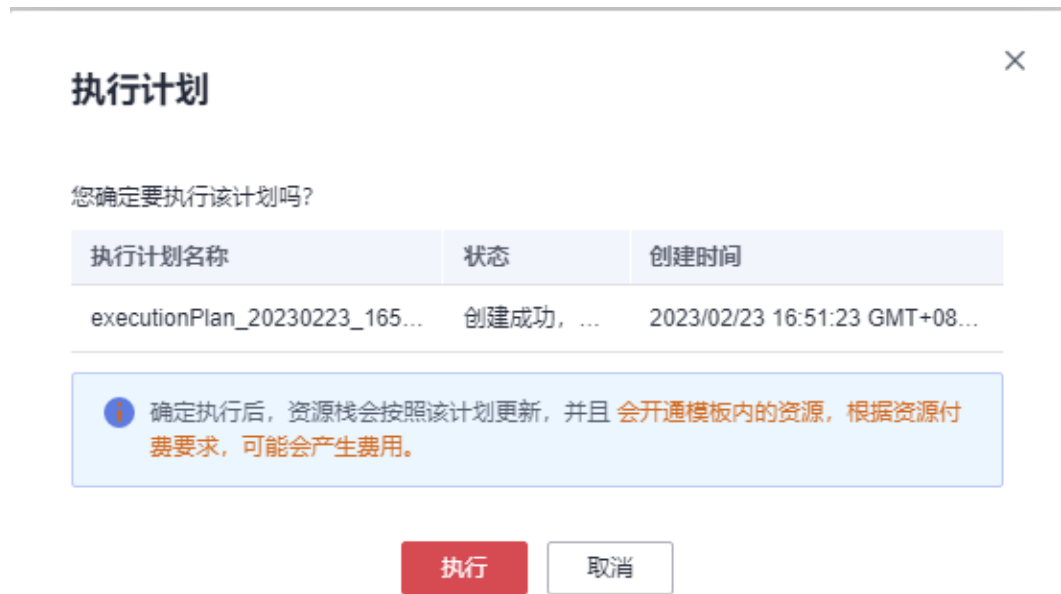 执行计划
您确定要执行该计划吗?
执行计划名称 状态 创建时间
executionPlan_20230223_165... 创建成功，... 2023/02/23 16:51:23 GMT+08...
确定执行后，资源栈会按照该计划更新，并且 会开通模板内的资源，根据资源付
费要求，可能会产生费用。
执行 取消